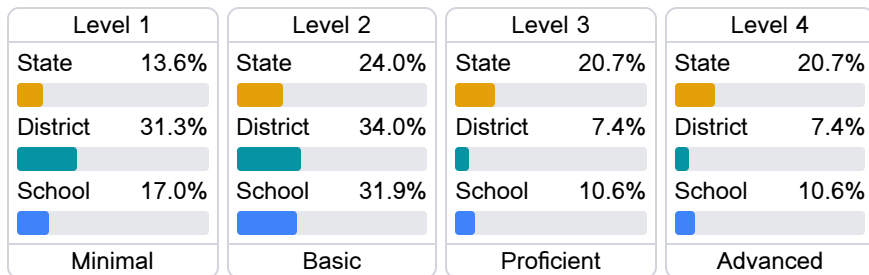 Level 1
State 13.6%
District 31.3%
School 17.0%
Minimal
Level 2
State 24.0%
District 34.0%
School 31.9%
Basic
Level 3
State 20.7%
District 7.4%
School 10.6%
Proficient
Level 4
State 20.7%
District 7.4%
School 10.6%
Advanced